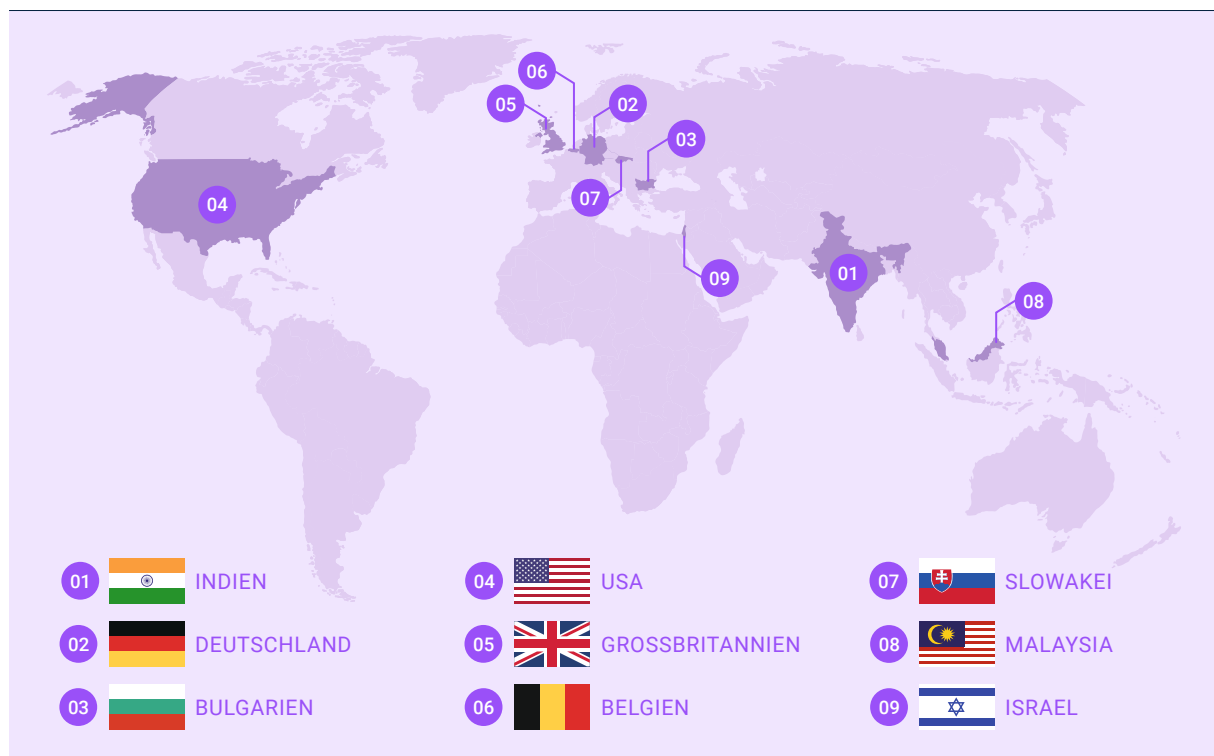 06
05
02
03
07
04
09
01
08
01 INDIEN
02 DEUTSCHLAND
03 BULGARIEN
04 USA
05 GROSSBRITANNIEN
06 BELGIEN
07 SLOWAKEI
08 MALAYSIA
09 ISRAEL